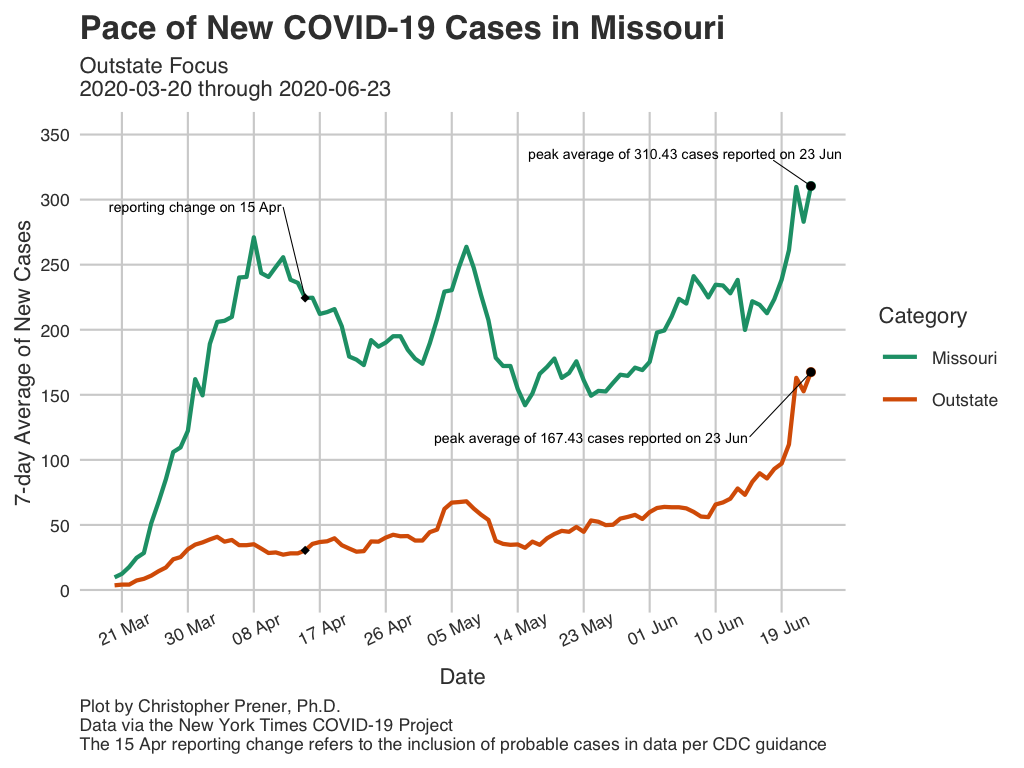 Pace of New COVID-19 Cases in Missouri
Outstate Focus
2020-03-20 through 2020-06-23
350
300
250
200
150
100
50
0
7-day Average of New Cases
peak average of 310.43 cases reported on 23 Jun
reporting change on 15 Apr
peak average of 167.43 cases reported on 23 Jun
21 Mar
30 Mar
08 Apr
17 Apr
26 Apr
05 May
14 May
23 May
01 Jun
10 Jun
19 Jun
Date
Category
Missouri
Outstate
Plot by Christopher Prener, Ph.D.
Data via the New York Times COVID-19 Project
The 15 Apr reporting change refers to the inclusion of probable cases in data per CDC guidance